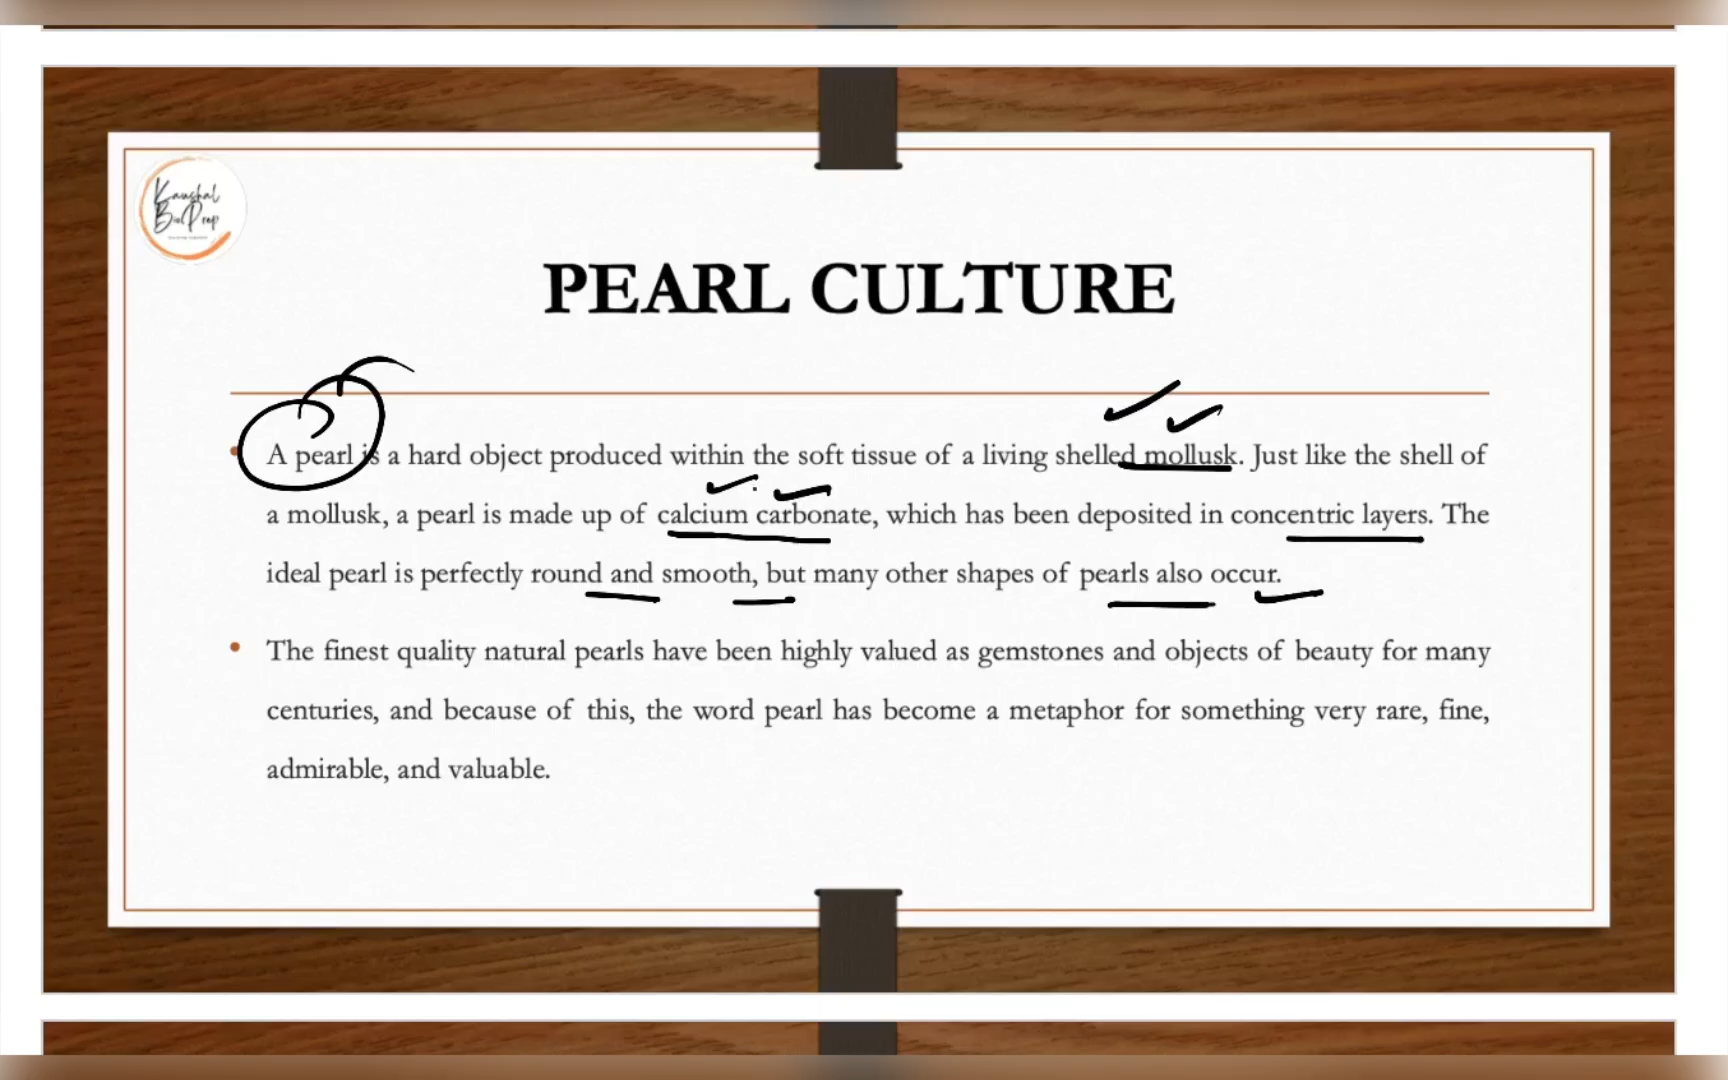 Kaushal
BioPrep
PEARL CULTURE
• A pearl is a hard object produced within the soft tissue of a living shelled mollusk. Just like the shell of
a mollusk, a pearl is made up of calcium carbonate, which has been deposited in concentric layers. The
ideal pearl is perfectly round and smooth, but many other shapes of pearls also occur.
• The finest quality natural pearls have been highly valued as gemstones and objects of beauty for many
centuries, and because of this, the word pearl has become a metaphor for something very rare, fine,
admirable, and valuable.